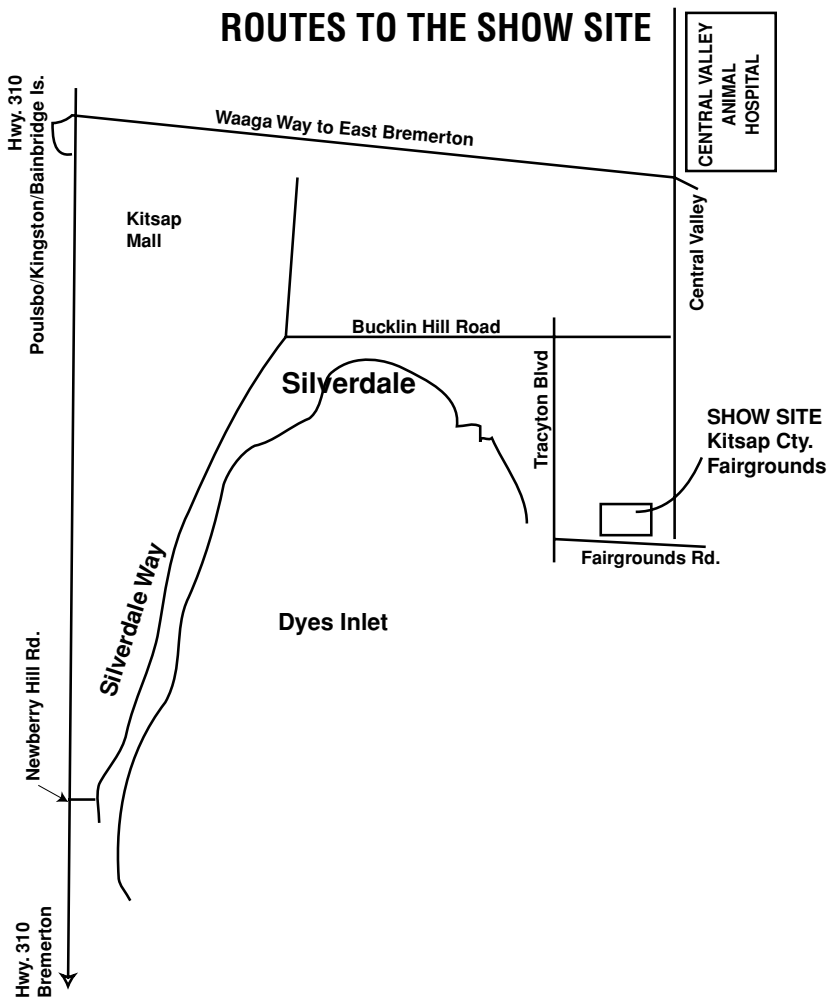 ROUTES TO THE SHOW SITE
CENTRAL VALLEY
ANIMAL
HOSPITAL
Hwy. 310
Poulsbo/Kingston/Bainbridge Is.
Waaga Way to East Bremerton
Kitsap
Mall
Central Valley
Bucklin Hill Road
Silverdale
Tracyton Blvd
SHOW SITE
Kitsap Cty.
Fairgrounds
Fairgrounds Rd.
Silverdale Way
Dyes Inlet
Newberry Hill Rd.
Hwy. 310
Bremerton